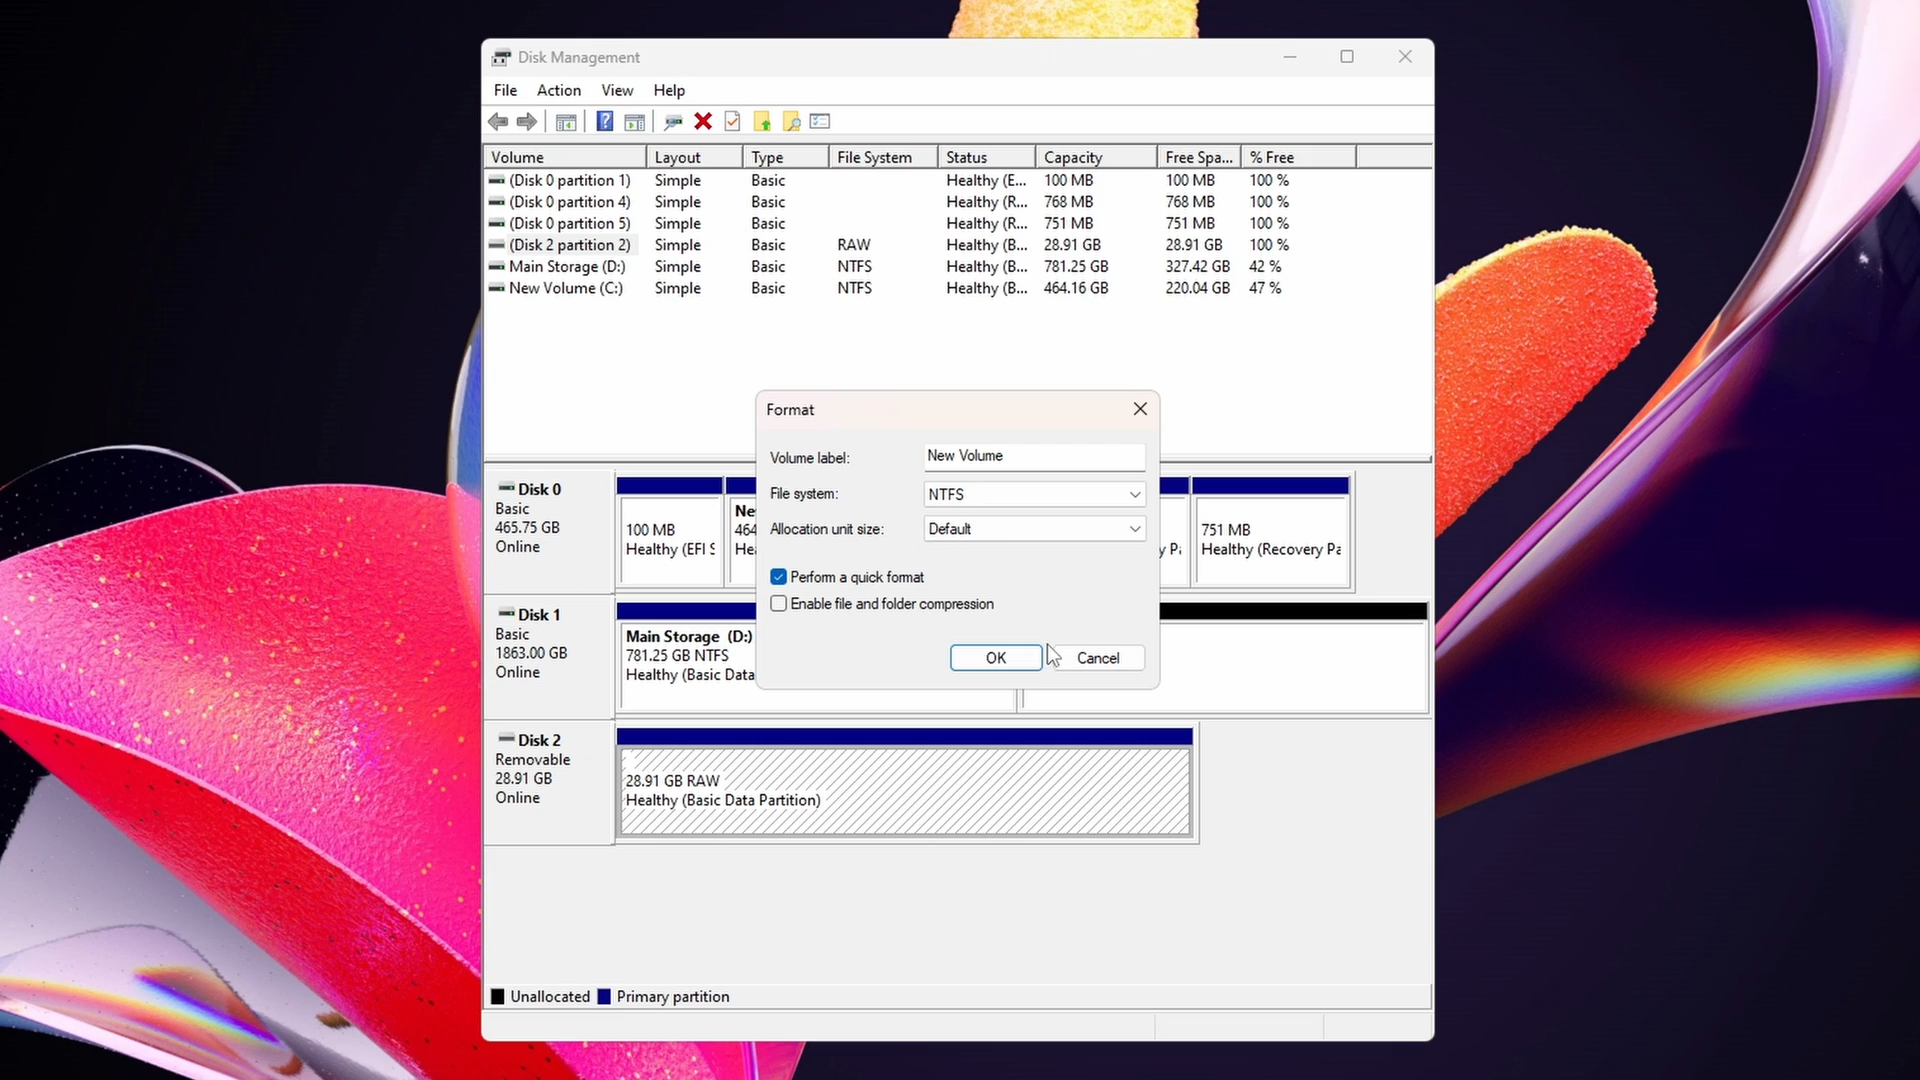 Disk Management
File Action View Help
Volume Layout Type File System Status Capacity Free Spa... % Free
(Disk 0 partition 1) Simple Basic Healthy (E... 100 MB 100 MB 100 %
(Disk 0 partition 4) Simple Basic Healthy (R... 768 MB 768 MB 100 %
(Disk 0 partition 5) Simple Basic Healthy (R... 751 MB 751 MB 100 %
(Disk 2 partition 2) Simple Basic RAW Healthy (B... 28.91 GB 28.91 GB 100 %
Main Storage (D:) Simple Basic NTFS Healthy (B... 781.25 GB 327.42 GB 42 %
New Volume (C:) Simple Basic NTFS Healthy (B... 464.16 GB 220.04 GB 47 %
Format
Volume label: New Volume
File system: NTFS
Allocation unit size: Default
Perform a quick format
Enable file and folder compression
OK Cancel
Disk 0
Basic
465.75 GB
Online
100 MB
Healthy (EFI S
Ne
464
Hea
y Pa
751 MB
Healthy (Recovery Pa
Disk 1
Basic
1863.00 GB
Online
Main Storage (D:)
781.25 GB NTFS
Healthy (Basic Data
Disk 2
Removable
28.91 GB
Online
28.91 GB RAW
Healthy (Basic Data Partition)
Unallocated Primary partition